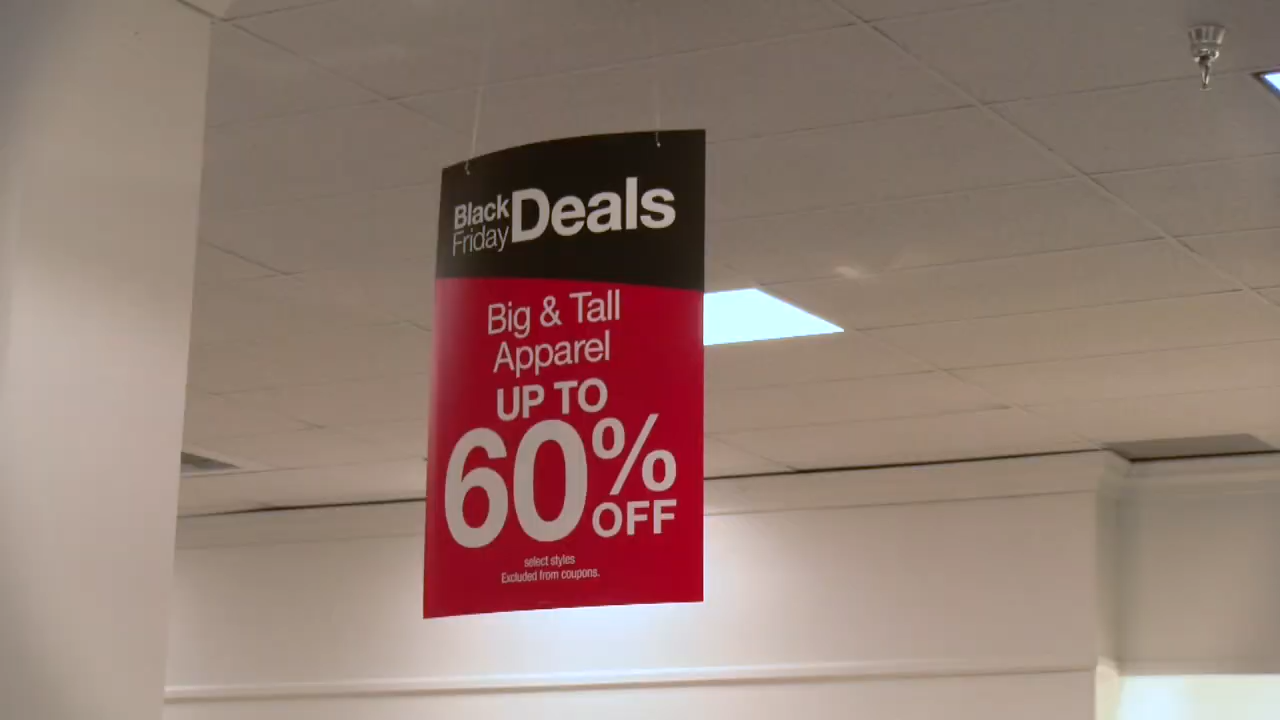 Black
Friday
Deals
Big & Tall
Apparel
UP TO
60%
OFF
select styles
Excluded from coupons.